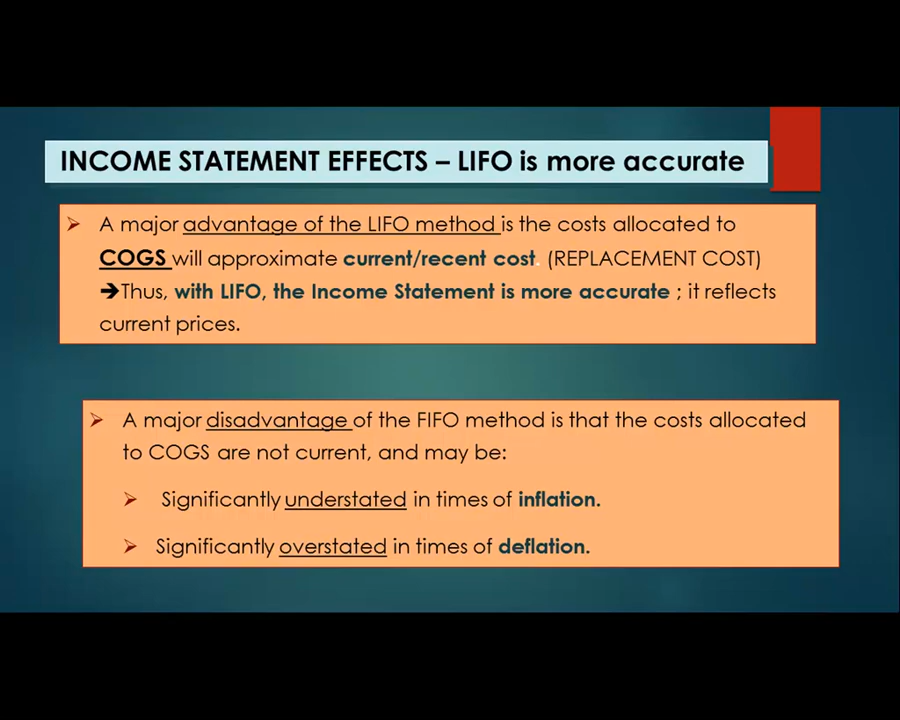 INCOME STATEMENT EFFECTS – LIFO is more accurate
➢ A major advantage of the LIFO method is the costs allocated to
COGS will approximate current/recent cost. (REPLACEMENT COST)
➔Thus, with LIFO, the Income Statement is more accurate ; it reflects
current prices.
➢ A major disadvantage of the FIFO method is that the costs allocated
to COGS are not current, and may be:
➢ Significantly understated in times of inflation.
➢ Significantly overstated in times of deflation.